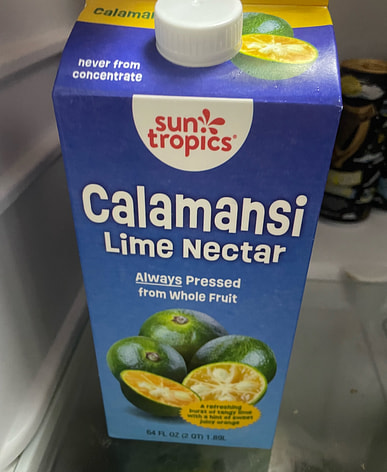 Calamansi
never from
concentrate
sun
tropics®
Calamansi
Lime Nectar
Always Pressed
from Whole Fruit
A refreshing
burst of tangy lime
with a hint of sweet
juicy orange
64 FL OZ (2 QT) 1.89L